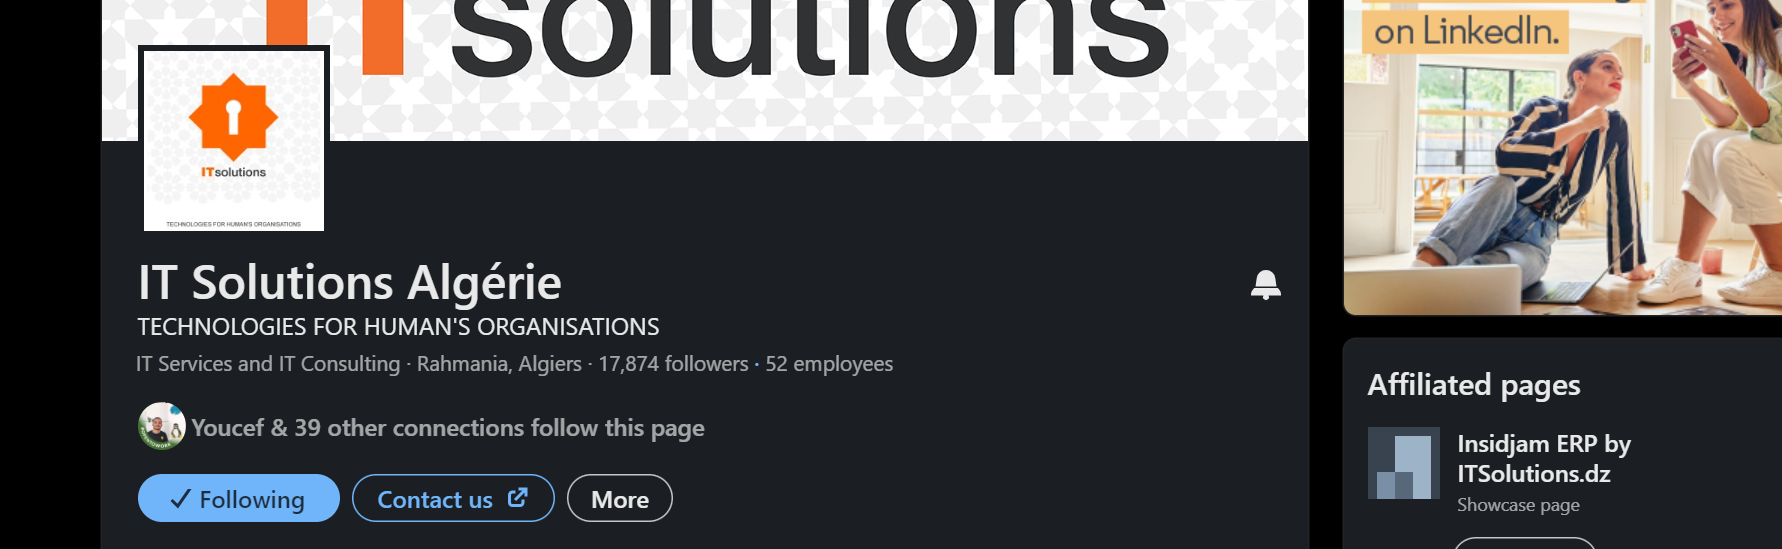 ITsolutions
ITsolutions
TECHNOLOGIES FOR HUMAN'S ORGANISATIONS
IT Solutions Algérie
TECHNOLOGIES FOR HUMAN'S ORGANISATIONS
IT Services and IT Consulting · Rahmania, Algiers · 17,874 followers · 52 employees
Youcef & 39 other connections follow this page
Following
Contact us
More
on LinkedIn.
Affiliated pages
Insidjam ERP by
ITSolutions.dz
Showcase page